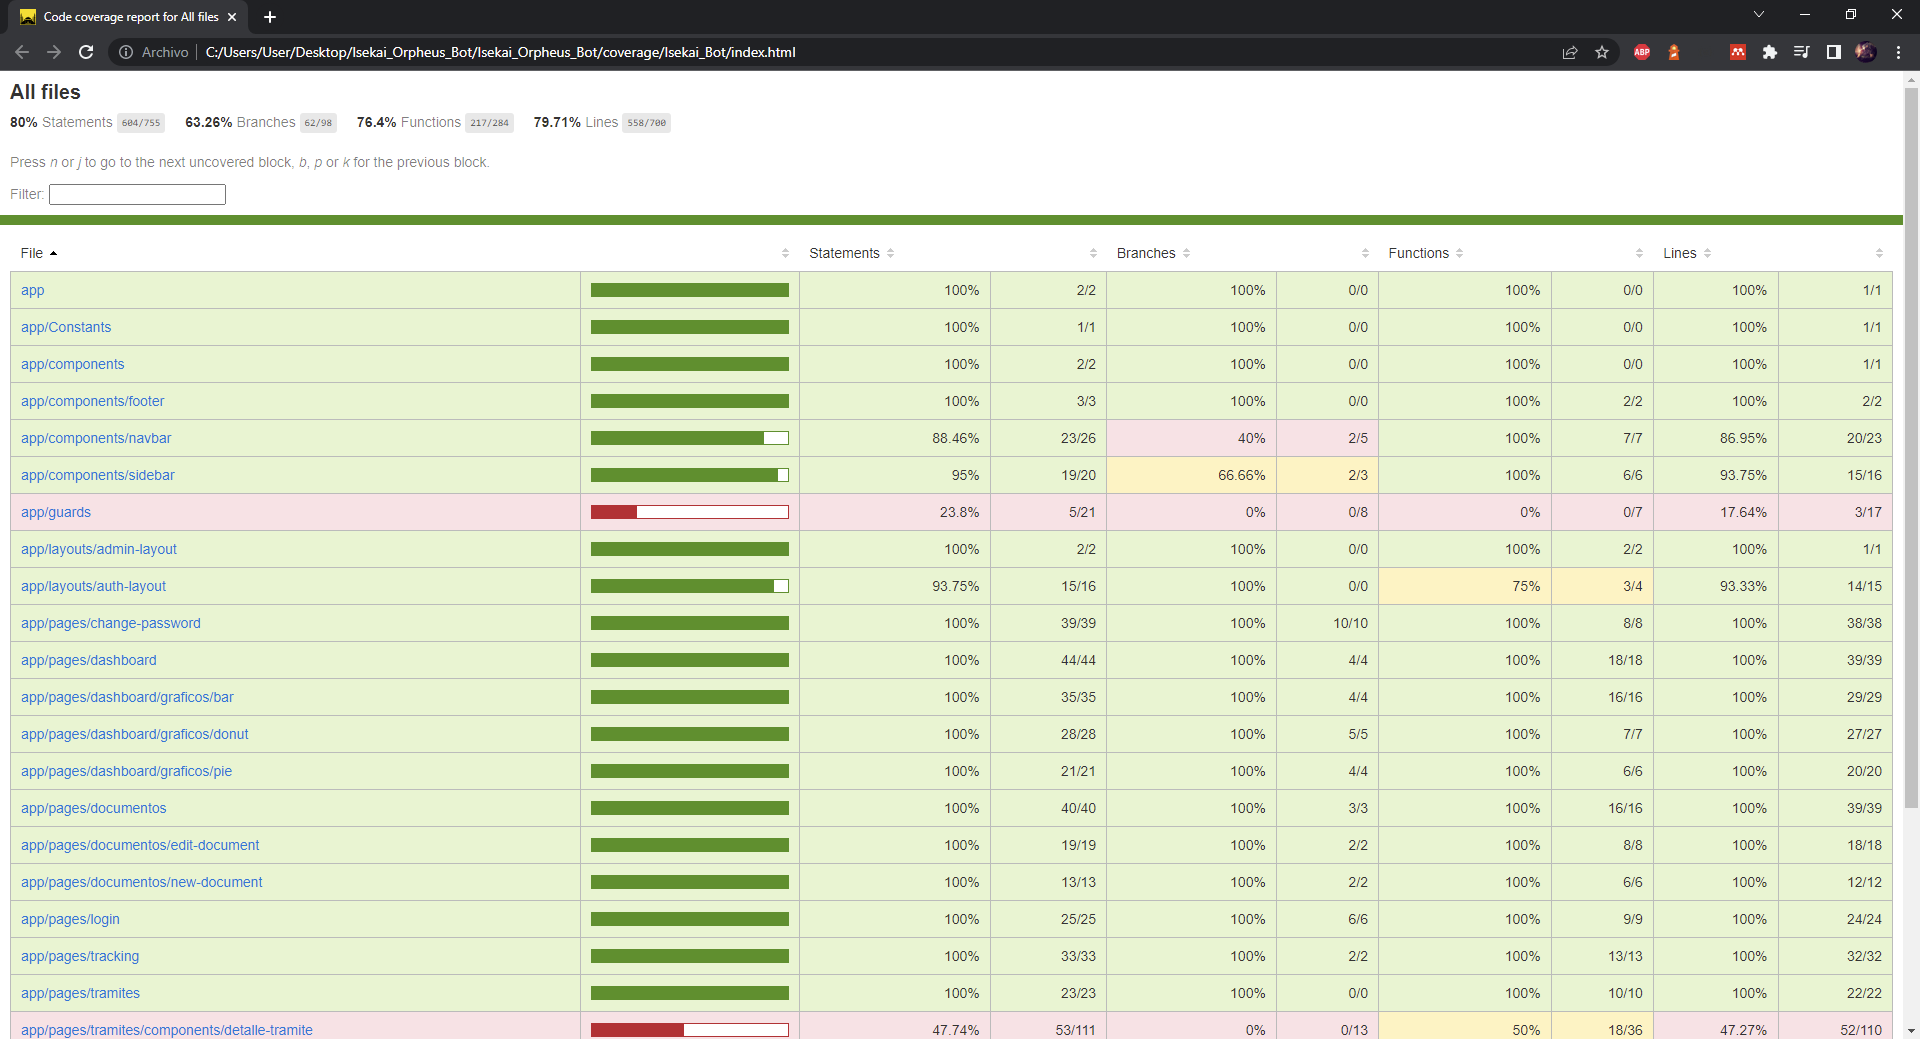 Code coverage report for All files
Archivo C:/Users/User/Desktop/Isekai_Orpheus_Bot/Isekai_Orpheus_Bot/coverage/Isekai_Bot/index.html
ABP
All files
80% Statements 604/755 63.26% Branches 62/98 76.4% Functions 217/284 79.71% Lines 558/700
Press n or j to go to the next uncovered block, b, p or k for the previous block.
Filter:
File Statements Branches Functions Lines
app 100% 2/2 100% 0/0 100% 0/0 100% 1/1
app/Constants 100% 1/1 100% 0/0 100% 0/0 100% 1/1
app/components 100% 2/2 100% 0/0 100% 0/0 100% 1/1
app/components/footer 100% 3/3 100% 0/0 100% 2/2 100% 2/2
app/components/navbar 88.46% 23/26 40% 2/5 100% 7/7 86.95% 20/23
app/components/sidebar 95% 19/20 66.66% 2/3 100% 6/6 93.75% 15/16
app/guards 23.8% 5/21 0% 0/8 0% 0/7 17.64% 3/17
app/layouts/admin-layout 100% 2/2 100% 0/0 100% 2/2 100% 1/1
app/layouts/auth-layout 93.75% 15/16 100% 0/0 75% 3/4 93.33% 14/15
app/pages/change-password 100% 39/39 100% 10/10 100% 8/8 100% 38/38
app/pages/dashboard 100% 44/44 100% 4/4 100% 18/18 100% 39/39
app/pages/dashboard/graficos/bar 100% 35/35 100% 4/4 100% 16/16 100% 29/29
app/pages/dashboard/graficos/donut 100% 28/28 100% 5/5 100% 7/7 100% 27/27
app/pages/dashboard/graficos/pie 100% 21/21 100% 4/4 100% 6/6 100% 20/20
app/pages/documentos 100% 40/40 100% 3/3 100% 16/16 100% 39/39
app/pages/documentos/edit-document 100% 19/19 100% 2/2 100% 8/8 100% 18/18
app/pages/documentos/new-document 100% 13/13 100% 2/2 100% 6/6 100% 12/12
app/pages/login 100% 25/25 100% 6/6 100% 9/9 100% 24/24
app/pages/tracking 100% 33/33 100% 2/2 100% 13/13 100% 32/32
app/pages/tramites 100% 23/23 100% 0/0 100% 10/10 100% 22/22
app/pages/tramites/components/detalle-tramite 47.74% 53/111 0% 0/13 50% 18/36 47.27% 52/110